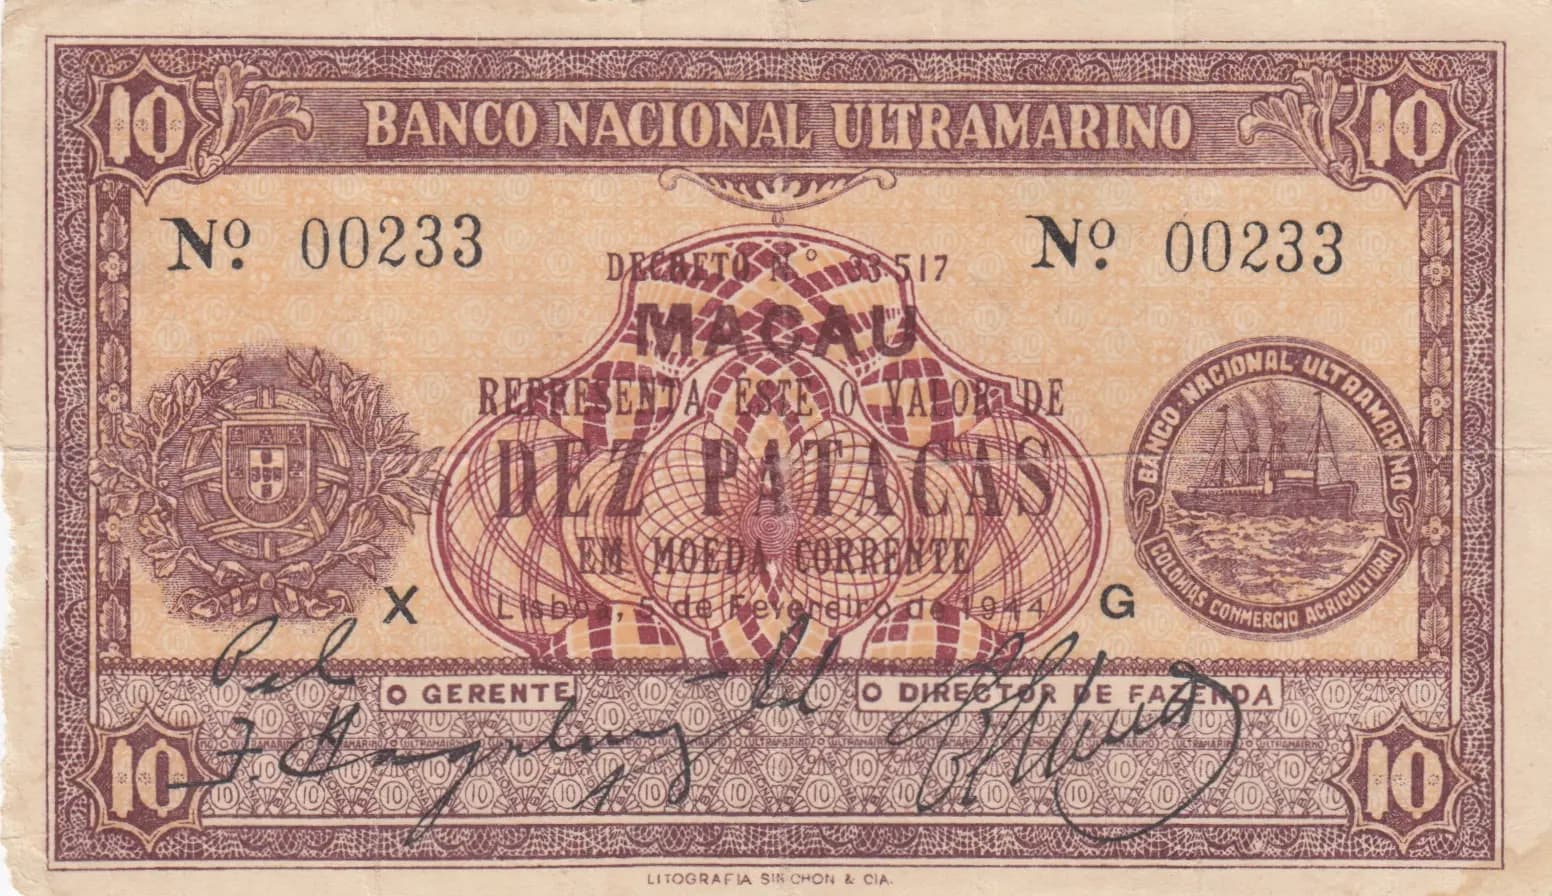 10 BANCO NACIONAL ULTRAMARINO 10
Nº. 00233 Nº. 00233
DECRETO N.º 33.517
MACAU
REPRESENTA ESTE O VALOR DE
DEZ PATACAS
EM MOEDA CORRENTE
Lisboa, 5 de Fevereiro de 1944
X G
BANCO NACIONAL ULTRAMARINO
COLONIAS COMMERCIO AGRICULTURA
O GERENTE O DIRECTOR DE FAZENDA
10 10
LITOGRAFIA SIN CHON & CIA.